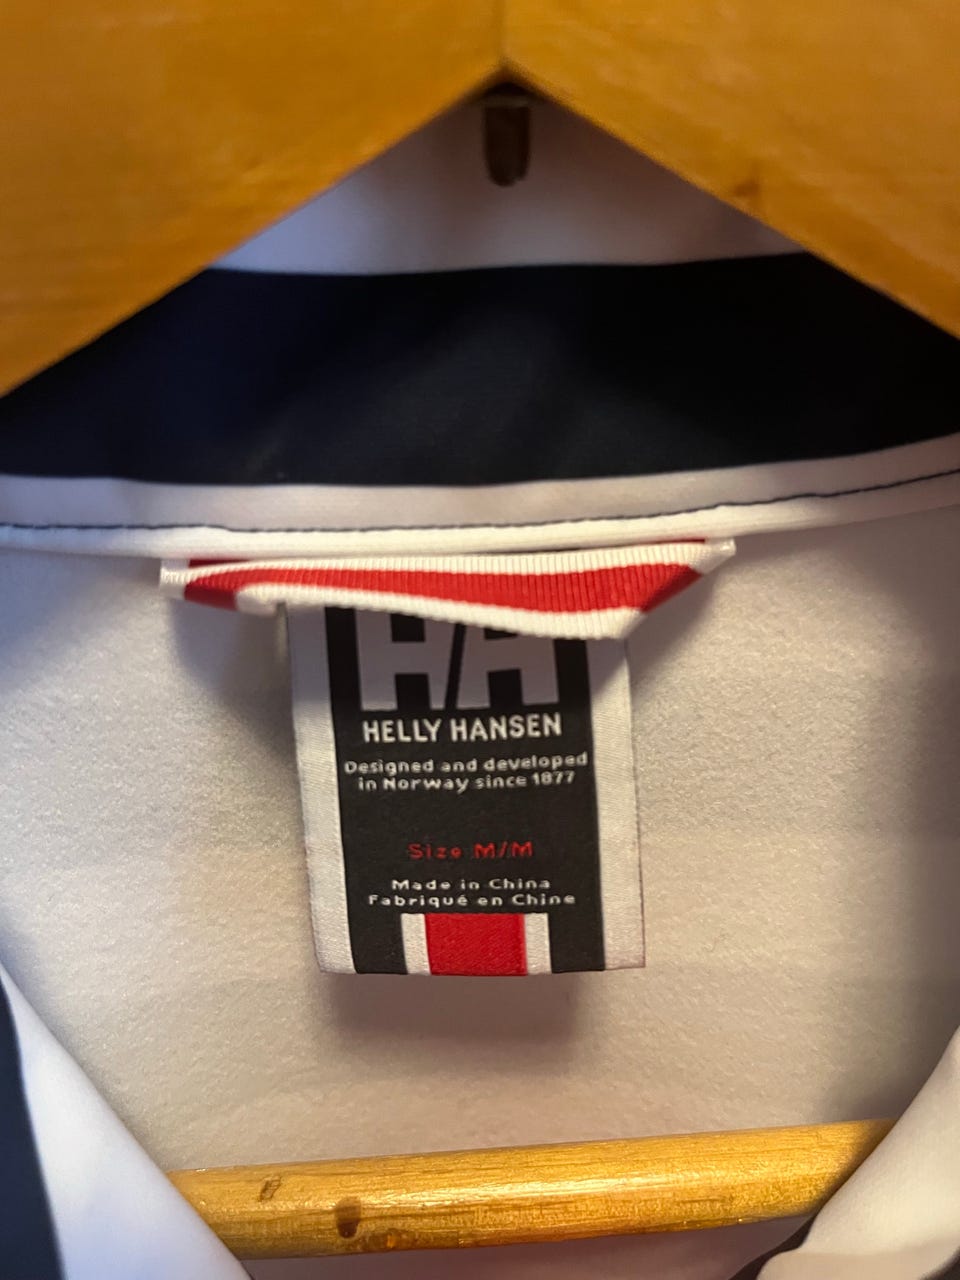 HH
HELLY HANSEN
Designed and developed
in Norway since 1877
Size M/M
Made in China
Fabriqué en Chine